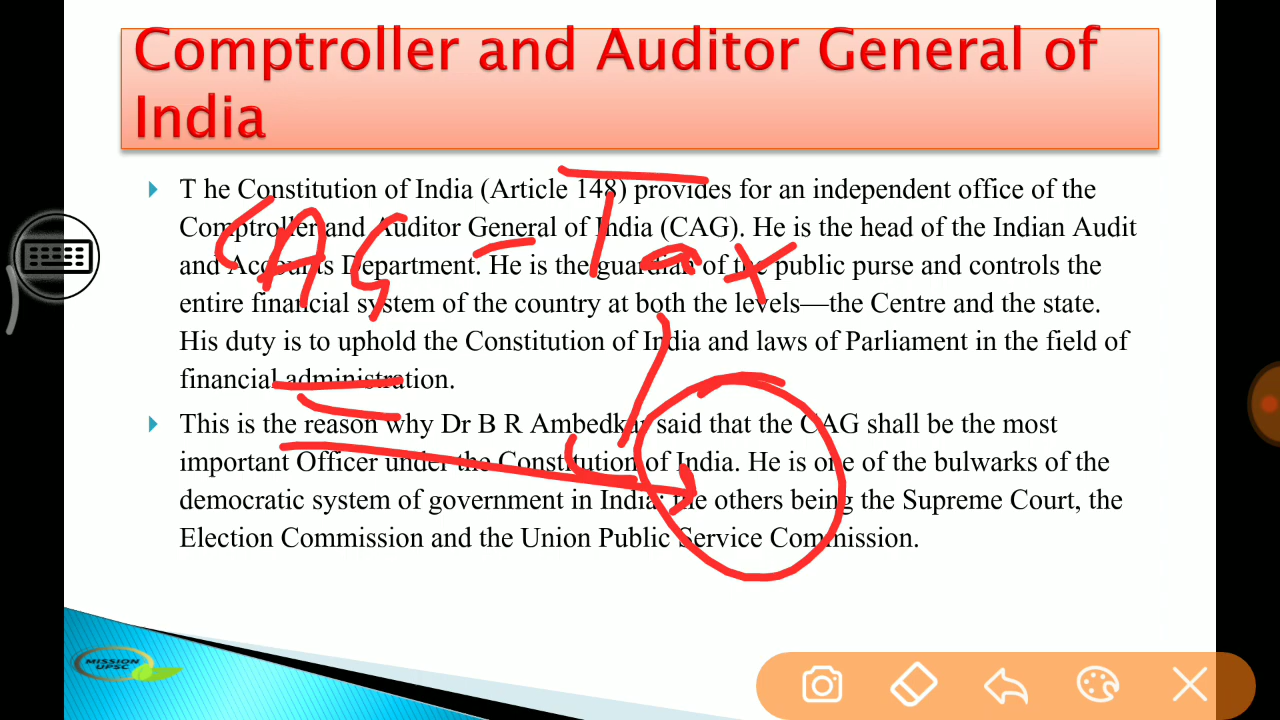 Comptroller and Auditor General of
India
T he Constitution of India (Article 148) provides for an independent office of the
Comptroller and Auditor General of India (CAG). He is the head of the Indian Audit
and Accounts Department. He is the guardian of the public purse and controls the
entire financial system of the country at both the levels—the Centre and the state.
His duty is to uphold the Constitution of India and laws of Parliament in the field of
financial administration.
This is the reason why Dr B R Ambedkar said that the CAG shall be the most
important Officer under the Constitution of India. He is one of the bulwarks of the
democratic system of government in India; the others being the Supreme Court, the
Election Commission and the Union Public Service Commission.
CAG - Tax
MISSION
UPSC